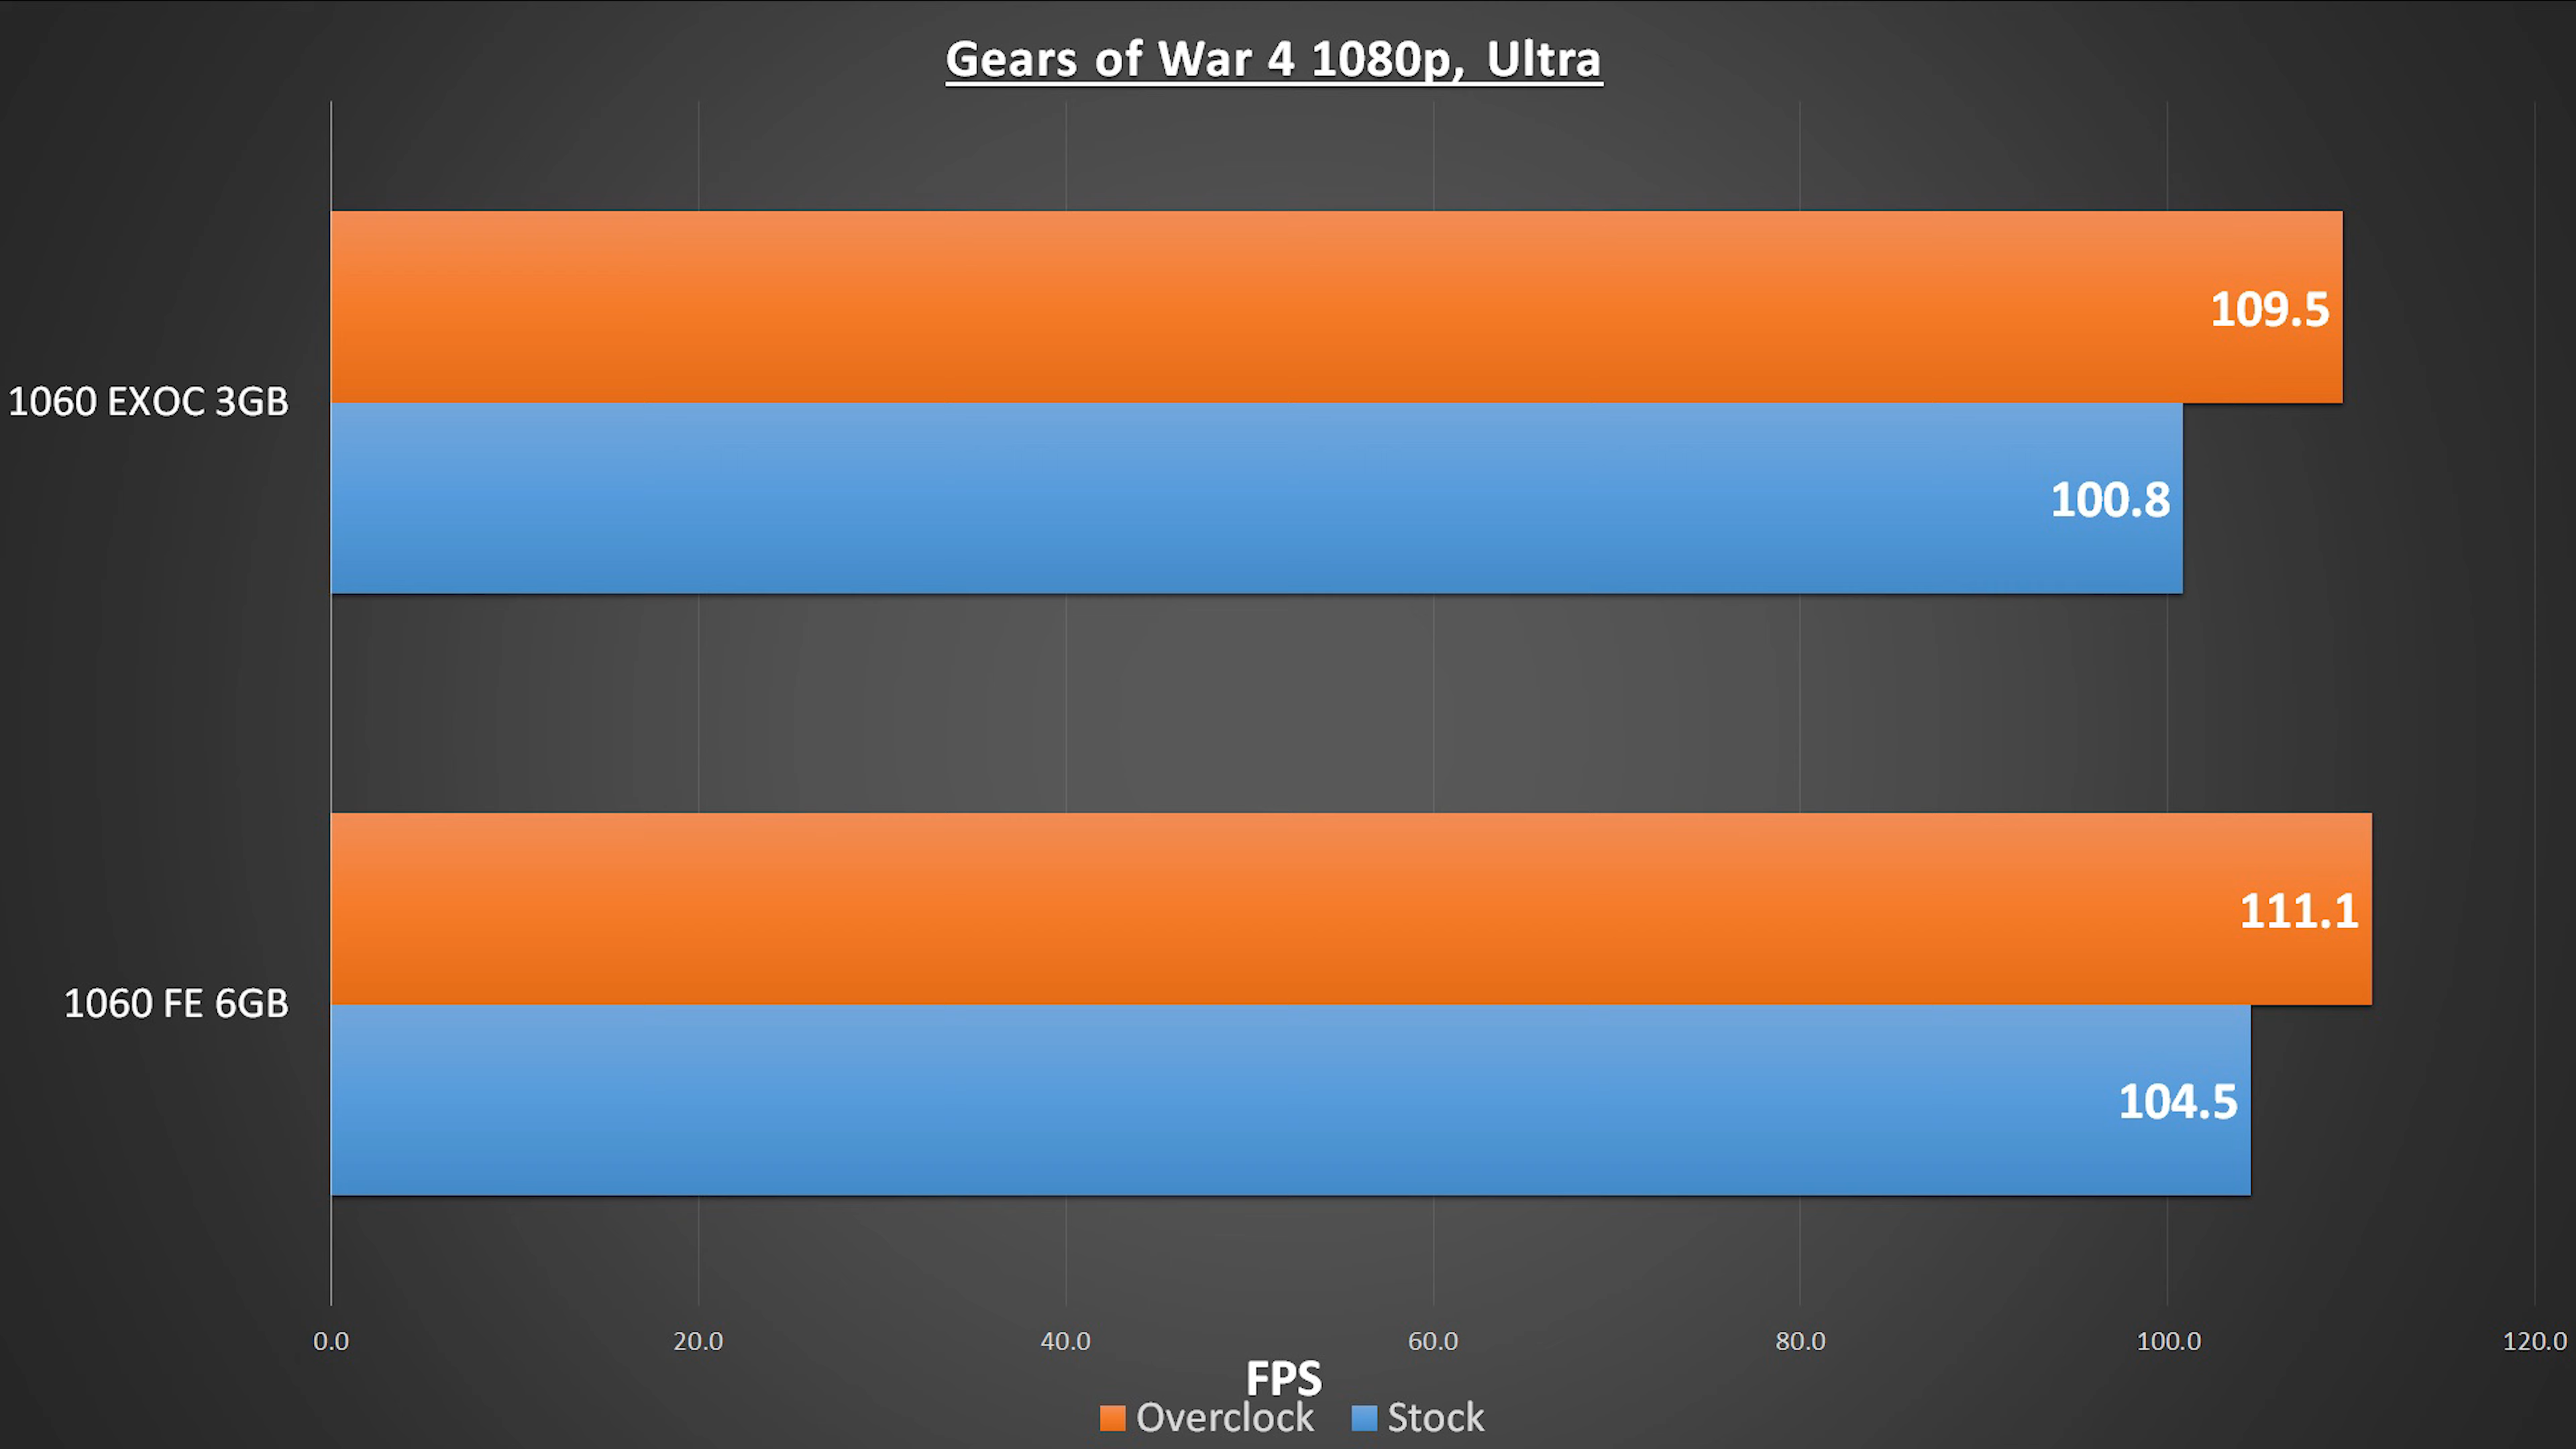 Gears of War 4 1080p, Ultra
109.5
1060 EXOC 3GB
100.8
111.1
1060 FE 6GB
104.5
0.0 20.0 40.0 60.0 80.0 100.0 120.0
FPS
Overclock Stock